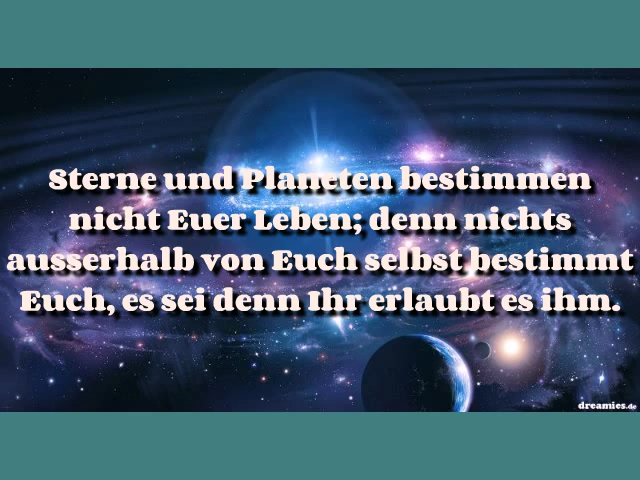 Sterne und Planeten bestimmen
nicht Euer Leben; denn nichts
ausserhalb von Euch selbst bestimmt
Euch, es sei denn Ihr erlaubt es ihm.
dreamies.de